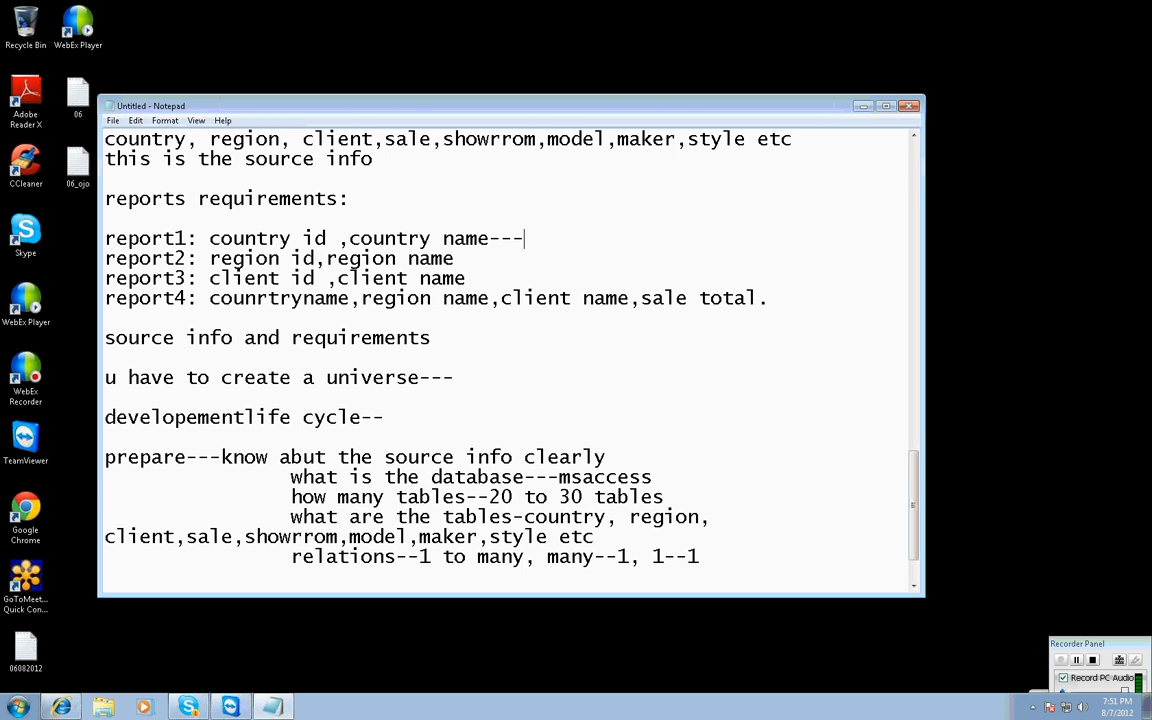 Recycle Bin
WebEx Player
Adobe
Reader X
06
CCleaner
06_ojo
Skype
WebEx Player
WebEx
Recorder
TeamViewer
Google
Chrome
GoToMeet...
Quick Con...
06082012
Untitled - Notepad
File Edit Format View Help
country, region, client,sale,showrrom,model,maker,style etc
this is the source info
reports requirements:
report1: country id ,country name---
report2: region id,region name
report3: client id ,client name
report4: counrtryname,region name,client name,sale total.
source info and requirements
u have to create a universe---
developementlife cycle--
prepare---know abut the source info clearly
what is the database---msaccess
how many tables--20 to 30 tables
what are the tables-country, region,
client,sale,showrrom,model,maker,style etc
relations--1 to many, many--1, 1--1
Recorder Panel
Record PC Audio
7:51 PM
8/7/2012